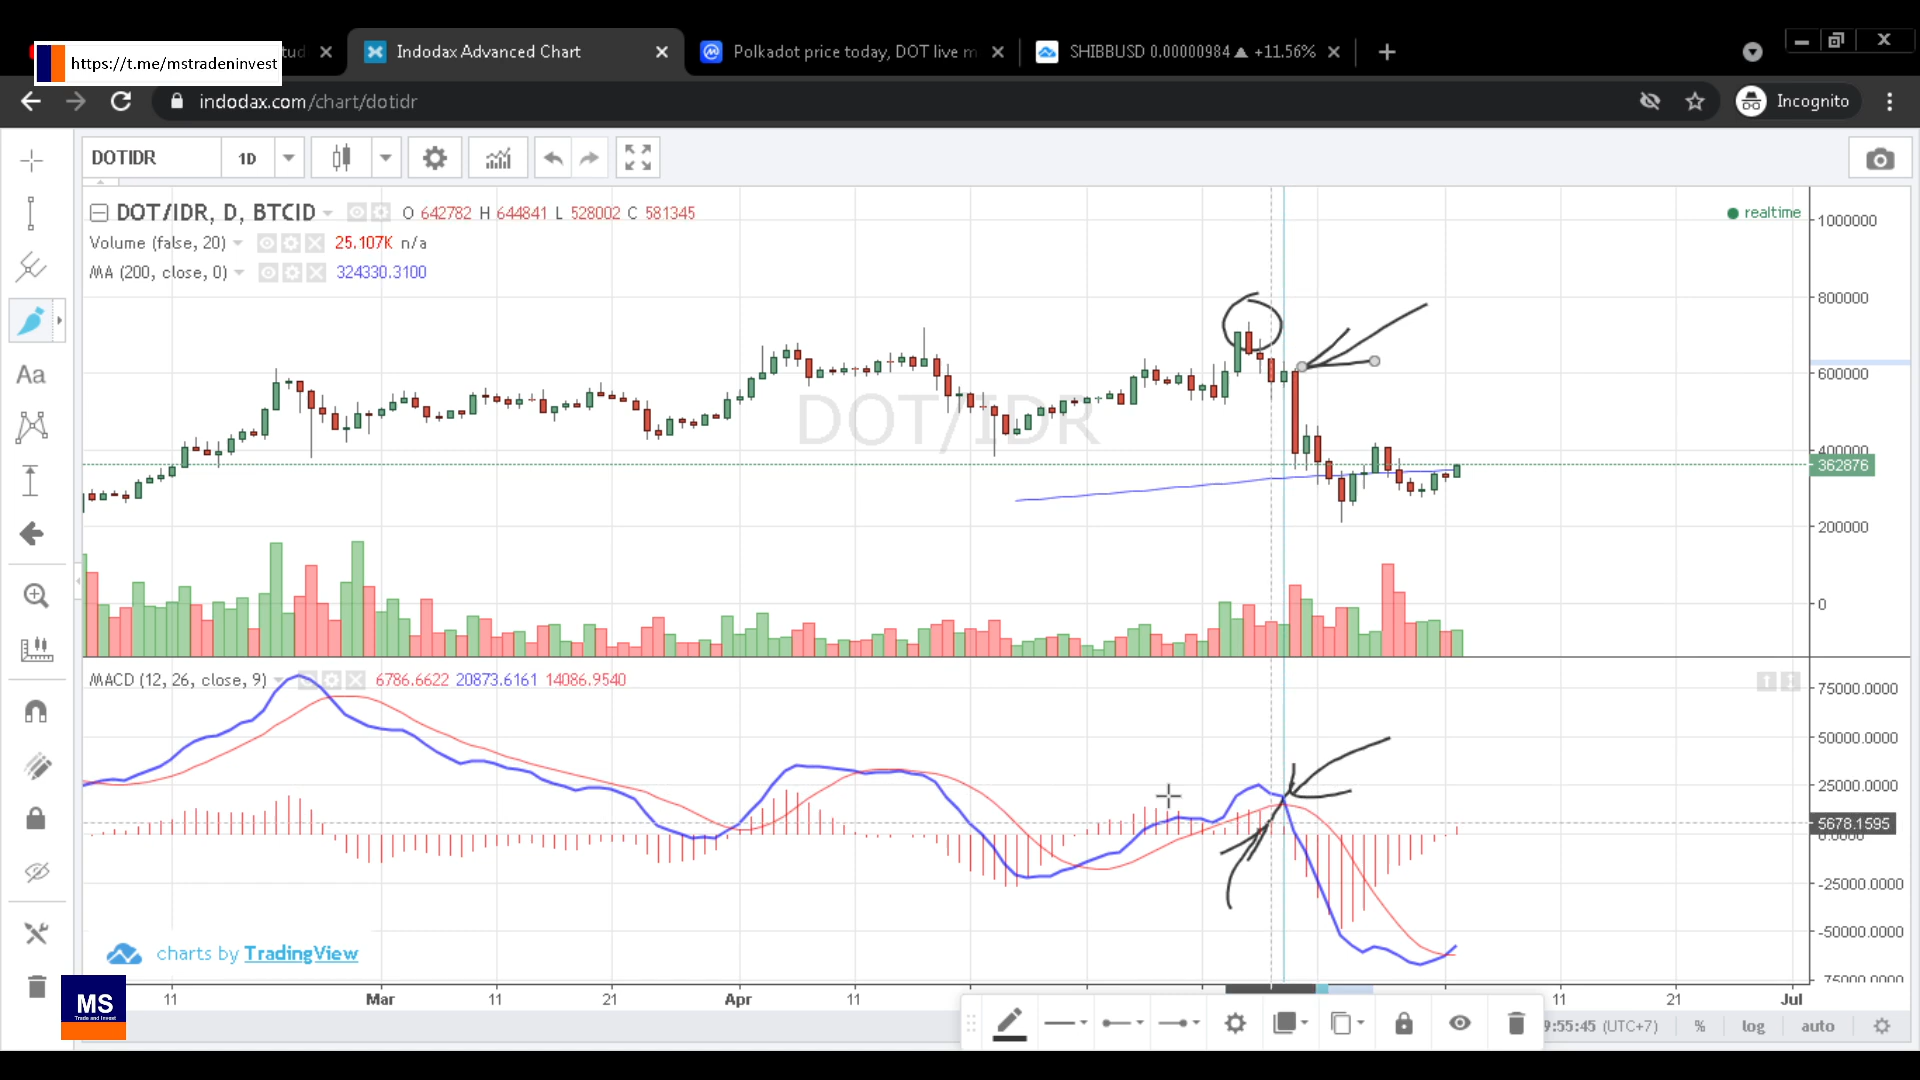 https://t.me/mstradeninvest
Indodax Advanced Chart
Polkadot price today, DOT live m
SHIBBUSD 0.00000984 ▲ +11.56%
indodax.com/chart/dotidr
Incognito
DOTIDR 1D
DOT/IDR, D, BTCID O 642782 H 644841 L 528002 C 581345
realtime
Volume (false, 20) 25.107K n/a
MA (200, close, 0) 324330.3100
Aa
DOT/IDR
1000000
800000
600000
400000
362876
200000
0
MACD (12, 26, close, 9) 6786.6622 20873.6161 14086.9540
75000.0000
50000.0000
25000.0000
5678.1595
-25000.0000
-50000.0000
charts by TradingView
11 Mar 11 21 Apr 11 11 21 Jul
MS
Trade and Invest
9:55:45 (UTC+7) % log auto